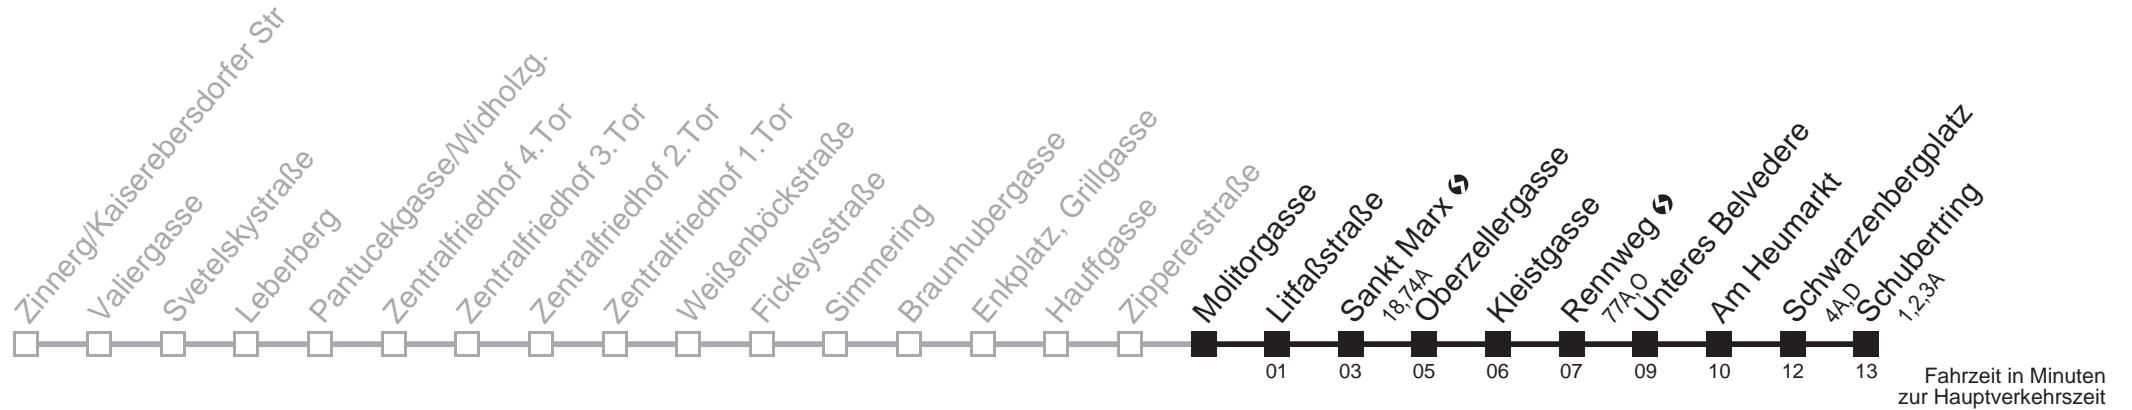 Zinnerg/Kaiserebersdorfer Str
Valiergasse
Svetelskystraße
Leberberg
Pantucekgasse/Widholzg.
Zentralfriedhof 4.Tor
Zentralfriedhof 3.Tor
Zentralfriedhof 2.Tor
Zentralfriedhof 1.Tor
Weißenböckstraße
Fickeysstraße
Simmering
Braunhubergasse
Enkplatz, Grillgasse
Hauffgasse
Zippererstraße
Molitorgasse
Litfaßstraße
Sankt Marx
18,74A
Oberzellergasse
Kleistgasse
Rennweg
77A,O
Unteres Belvedere
Am Heumarkt
Schwarzenbergplatz
4A,D
Schubertring
1,2,3A
01 03 05 06 07 09 10 12 13
Fahrzeit in Minuten
zur Hauptverkehrszeit